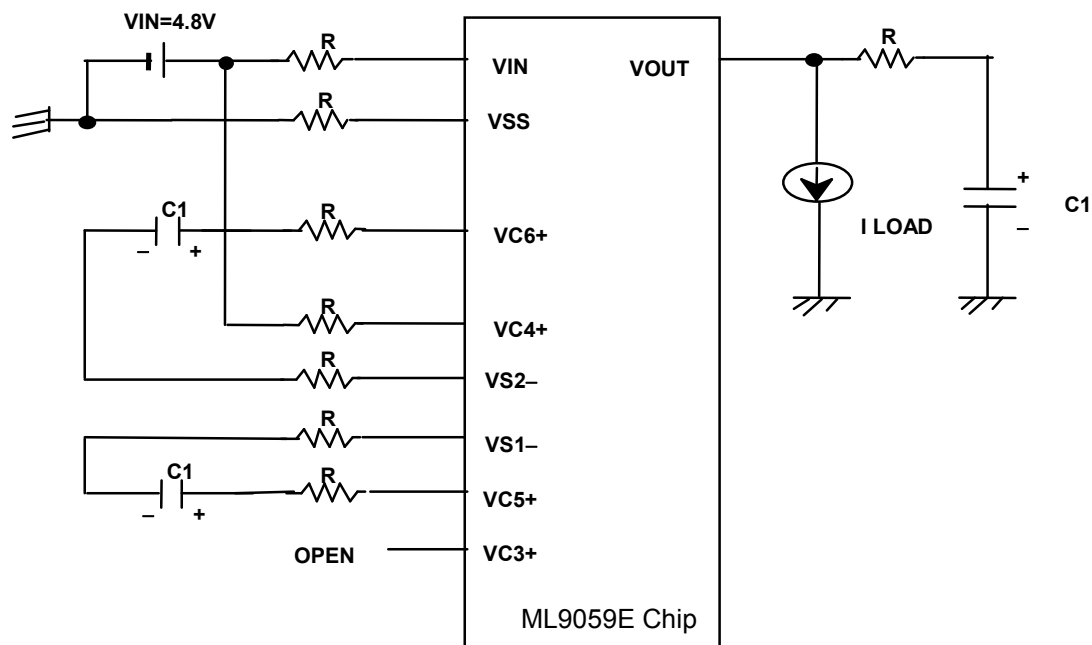 VIN=4.8V
R
VIN
VOUT
R
R
VSS
C1
R
VC6+
– +
I LOAD
+
–
C1
R
VC4+
R
VS2–
R
VS1–
C1
R
VC5+
– +
OPEN
VC3+
ML9059E Chip